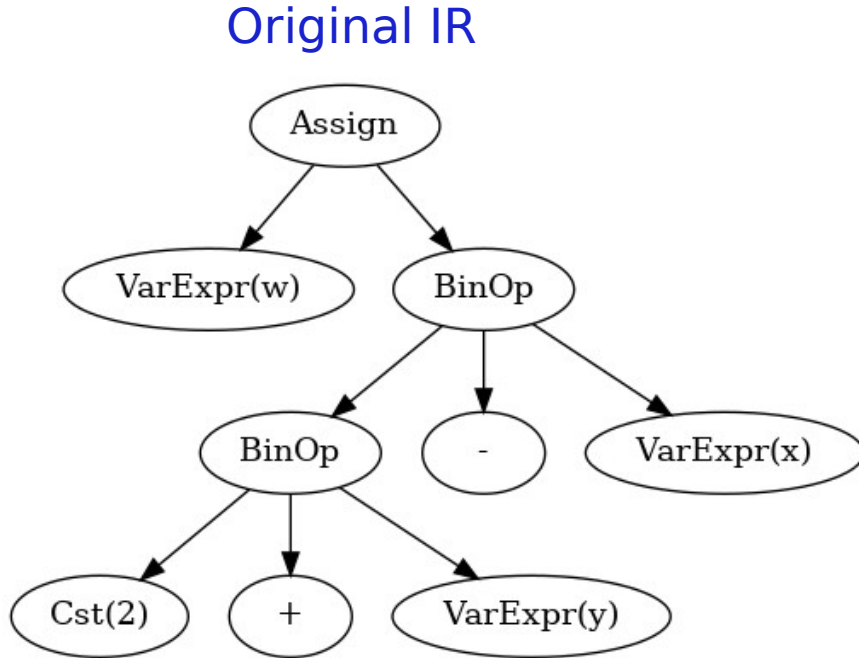 Original IR
Assign
VarExpr(w)
BinOp
BinOp
-
VarExpr(x)
Cst(2)
+
VarExpr(y)